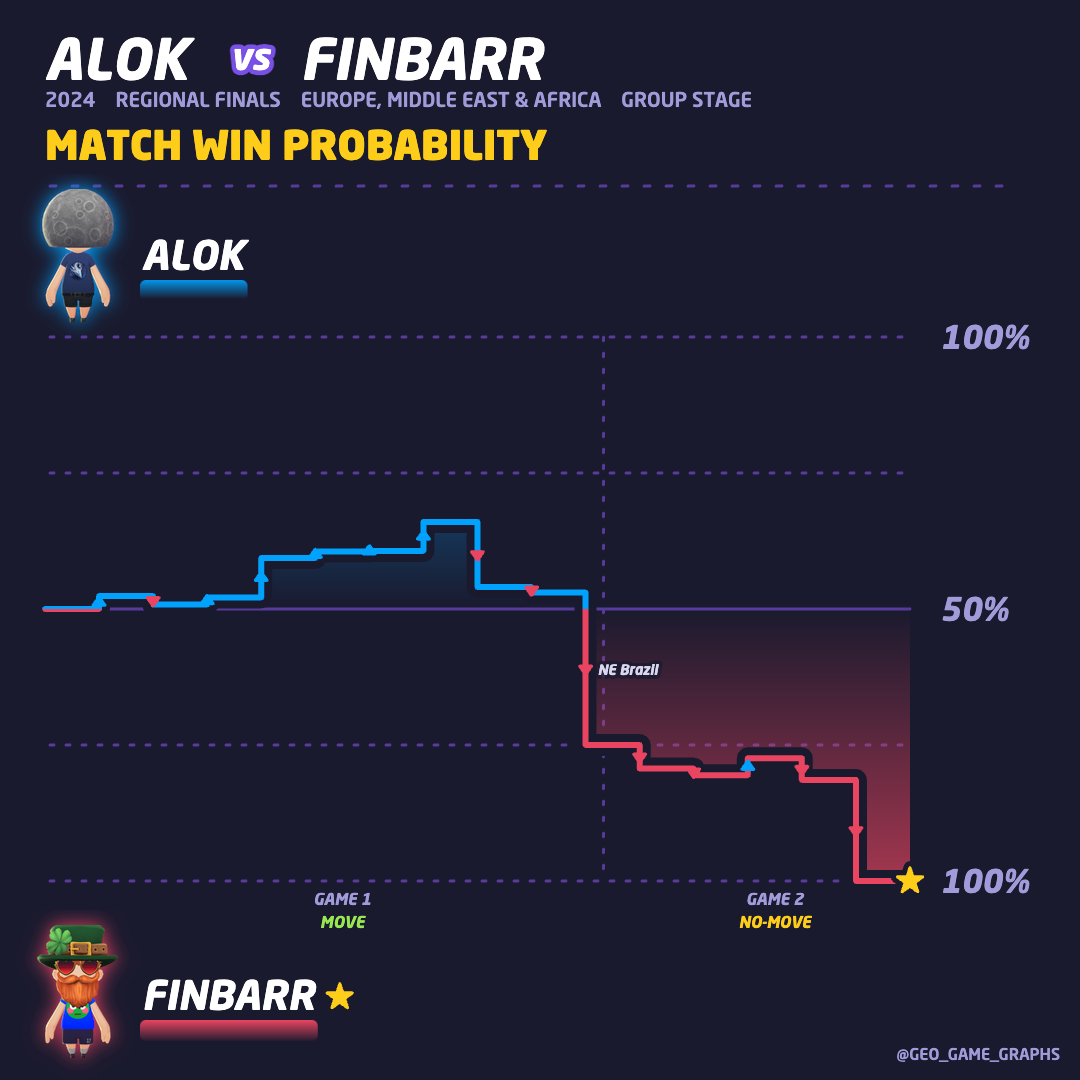 ALOK VS FINBARR
2024 REGIONAL FINALS EUROPE, MIDDLE EAST & AFRICA GROUP STAGE
MATCH WIN PROBABILITY
ALOK
100%
50%
NE Brazil
100%
GAME 1
MOVE
GAME 2
NO-MOVE
FINBARR
@GEO_GAME_GRAPHS